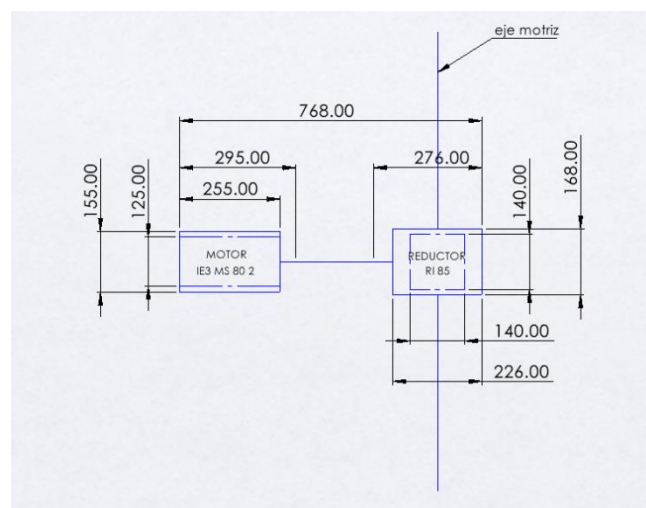 eje motriz
768.00
295.00
276.00
255.00
155.00
125.00
140.00
168.00
MOTOR
IE3 MS 80 2
REDUCTOR
RI 85
140.00
226.00